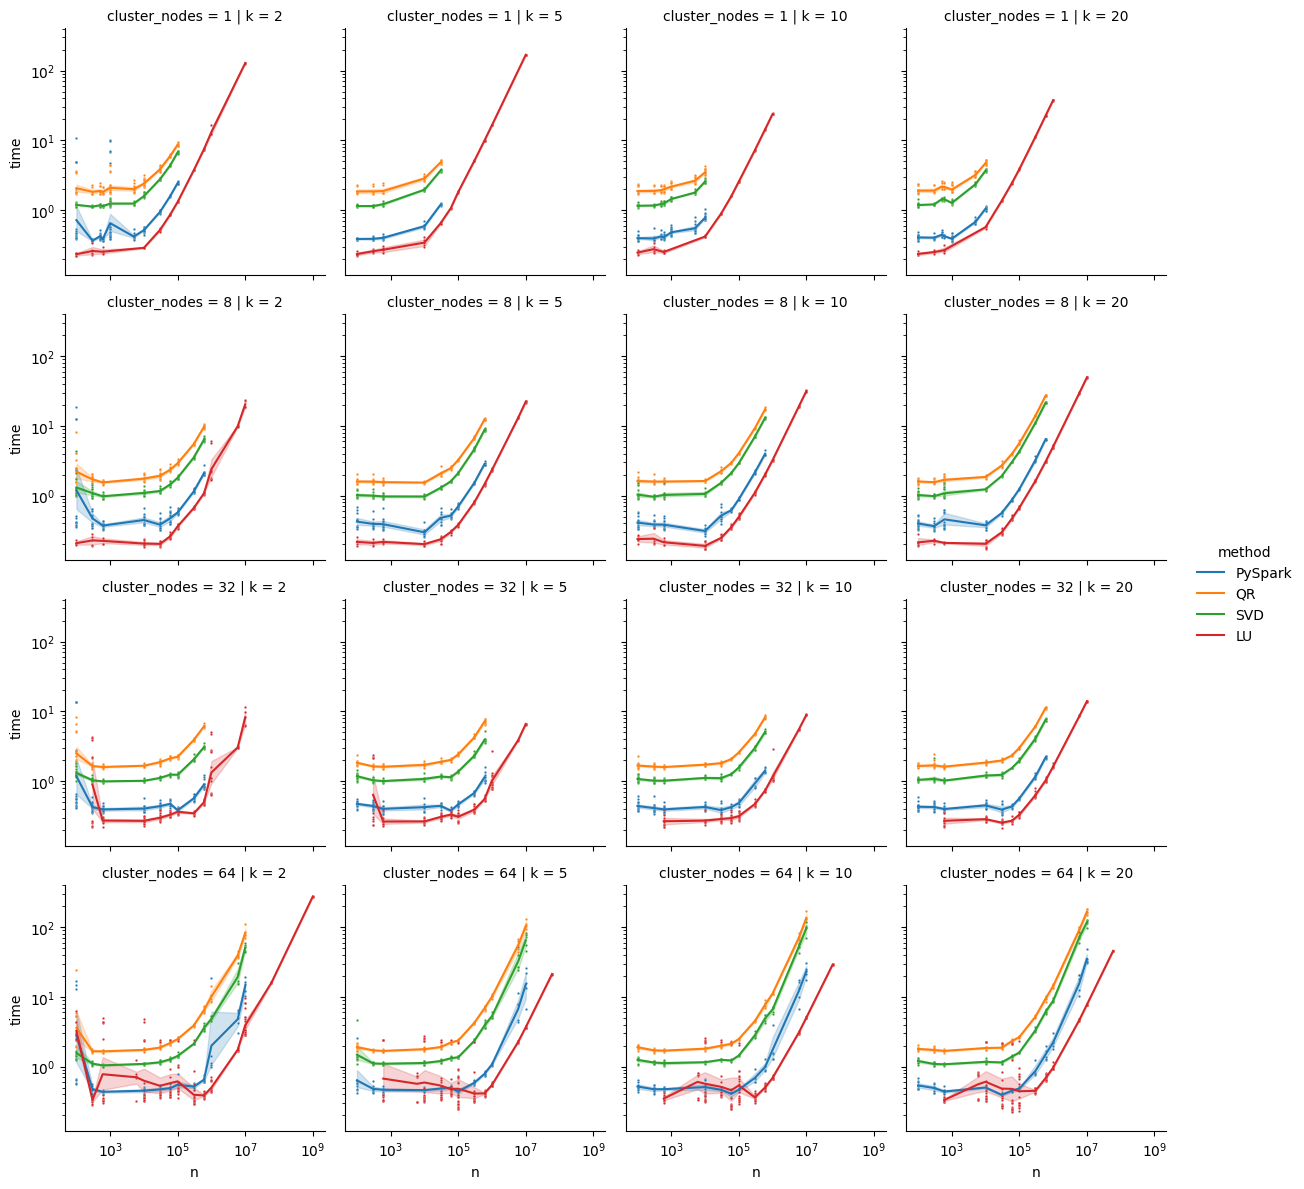 cluster_nodes = 1 | k = 2
cluster_nodes = 1 | k = 5
cluster_nodes = 1 | k = 10
cluster_nodes = 1 | k = 20
10²
10¹
10⁰
time
cluster_nodes = 8 | k = 2
cluster_nodes = 8 | k = 5
cluster_nodes = 8 | k = 10
cluster_nodes = 8 | k = 20
10²
10¹
10⁰
time
method
PySpark
QR
SVD
LU
cluster_nodes = 32 | k = 2
cluster_nodes = 32 | k = 5
cluster_nodes = 32 | k = 10
cluster_nodes = 32 | k = 20
10²
10¹
10⁰
time
cluster_nodes = 64 | k = 2
cluster_nodes = 64 | k = 5
cluster_nodes = 64 | k = 10
cluster_nodes = 64 | k = 20
10²
10¹
10⁰
time
10³ 10⁵ 10⁷ 10⁹
10³ 10⁵ 10⁷ 10⁹
10³ 10⁵ 10⁷ 10⁹
10³ 10⁵ 10⁷ 10⁹
n
n
n
n